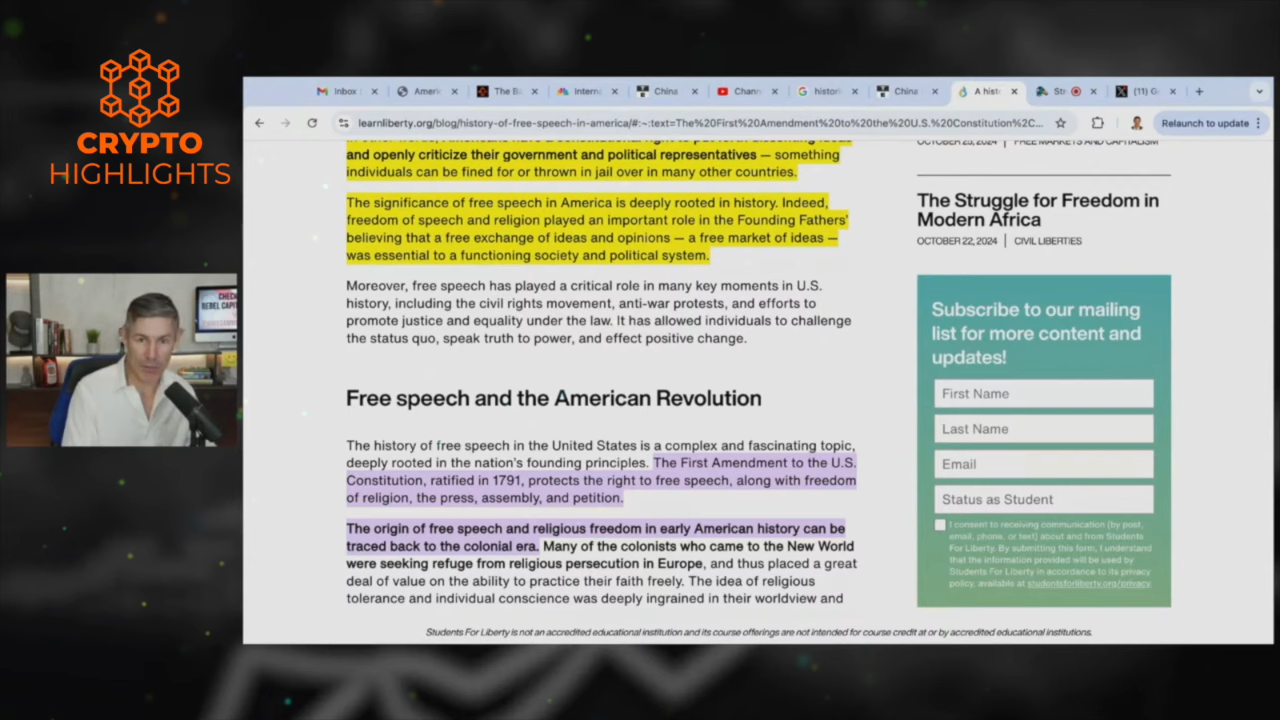 CRYPTO
HIGHLIGHTS
Inbox
Americ
The Ba
Interna
China
Chann
histori
China
A hist
Str
(11) G
learnliberty.org/blog/history-of-free-speech-in-america/#:~:text=The%20First%20Amendment%20to%20the%20U.S.%20Constitution%2C...
Relaunch to update
and openly criticize their government and political representatives — something
individuals can be fined for or thrown in jail over in many other countries.
The significance of free speech in America is deeply rooted in history. Indeed,
freedom of speech and religion played an important role in the Founding Fathers'
believing that a free exchange of ideas and opinions — a free market of ideas —
was essential to a functioning society and political system.
Moreover, free speech has played a critical role in many key moments in U.S.
history, including the civil rights movement, anti-war protests, and efforts to
promote justice and equality under the law. It has allowed individuals to challenge
the status quo, speak truth to power, and effect positive change.
Free speech and the American Revolution
The history of free speech in the United States is a complex and fascinating topic,
deeply rooted in the nation's founding principles. The First Amendment to the U.S.
Constitution, ratified in 1791, protects the right to free speech, along with freedom
of religion, the press, assembly, and petition.
The origin of free speech and religious freedom in early American history can be
traced back to the colonial era. Many of the colonists who came to the New World
were seeking refuge from religious persecution in Europe, and thus placed a great
deal of value on the ability to practice their faith freely. The idea of religious
tolerance and individual conscience was deeply ingrained in their worldview and
OCTOBER 25, 2024 | FREE MARKETS AND CAPITALISM
The Struggle for Freedom in
Modern Africa
OCTOBER 22, 2024 | CIVIL LIBERTIES
Subscribe to our mailing
list for more content and
updates!
First Name
Last Name
Email
Status as Student
I consent to receiving communication (by post,
email, phone, or text) about and from Students
For Liberty. By submitting this form, I understand
that the information provided will be used by
Students For Liberty in accordance to its privacy
policy, available at studentsforliberty.org/privacy.
Students For Liberty is not an accredited educational institution and its course offerings are not intended for course credit at or by accredited educational institutions.
CHECK
REBEL CAPI